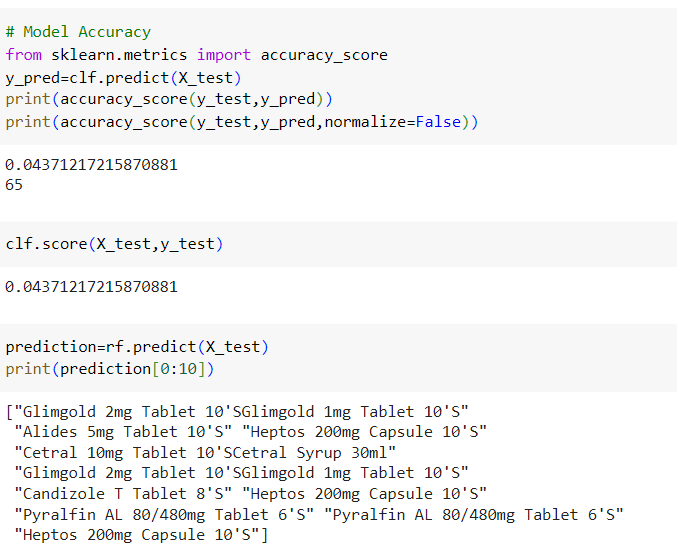 # Model Accuracy
from sklearn.metrics import accuracy_score
y_pred=clf.predict(X_test)
print(accuracy_score(y_test,y_pred))
print(accuracy_score(y_test,y_pred,normalize=False))
0.04371217215870881
65
clf.score(X_test,y_test)
0.04371217215870881
prediction=rf.predict(X_test)
print(prediction[0:10])
["Glimgold 2mg Tablet 10'SGlimgold 1mg Tablet 10'S"
"Alides 5mg Tablet 10'S" "Heptos 200mg Capsule 10'S"
"Cetral 10mg Tablet 10'SCetral Syrup 30ml"
"Glimgold 2mg Tablet 10'SGlimgold 1mg Tablet 10'S"
"Candizole T Tablet 8'S" "Heptos 200mg Capsule 10'S"
"Pyralfin AL 80/480mg Tablet 6'S" "Pyralfin AL 80/480mg Tablet 6'S"
"Heptos 200mg Capsule 10'S"]